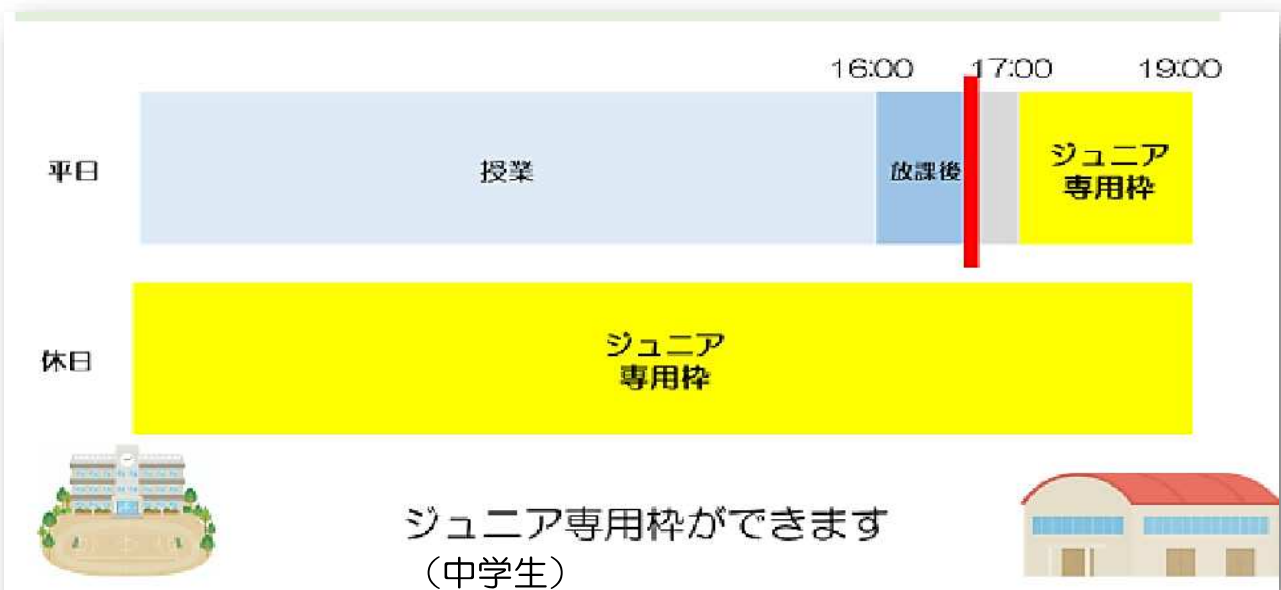 16:00 17:00 19:00
平日 授業 放課後 ジュニア
専用枠
休日 ジュニア
専用枠
ジュニア専用枠ができます
（中学生）